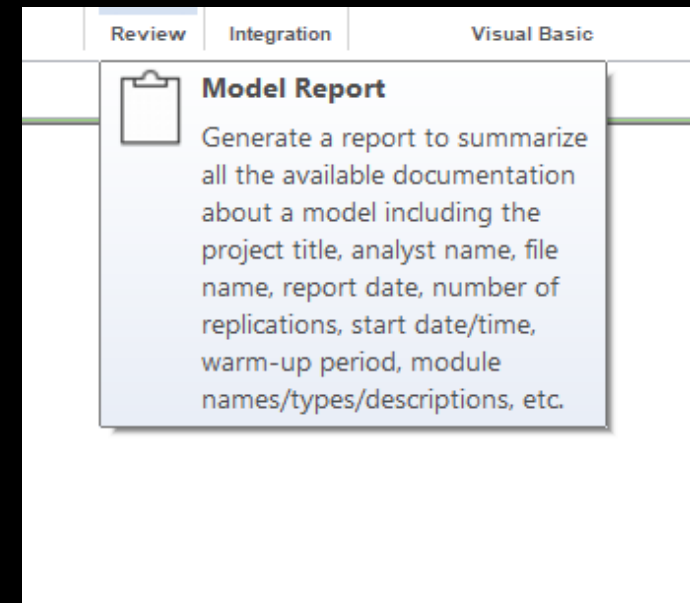 Review Integration Visual Basic
Model Report
Generate a report to summarize
all the available documentation
about a model including the
project title, analyst name, file
name, report date, number of
replications, start date/time,
warm-up period, module
names/types/descriptions, etc.